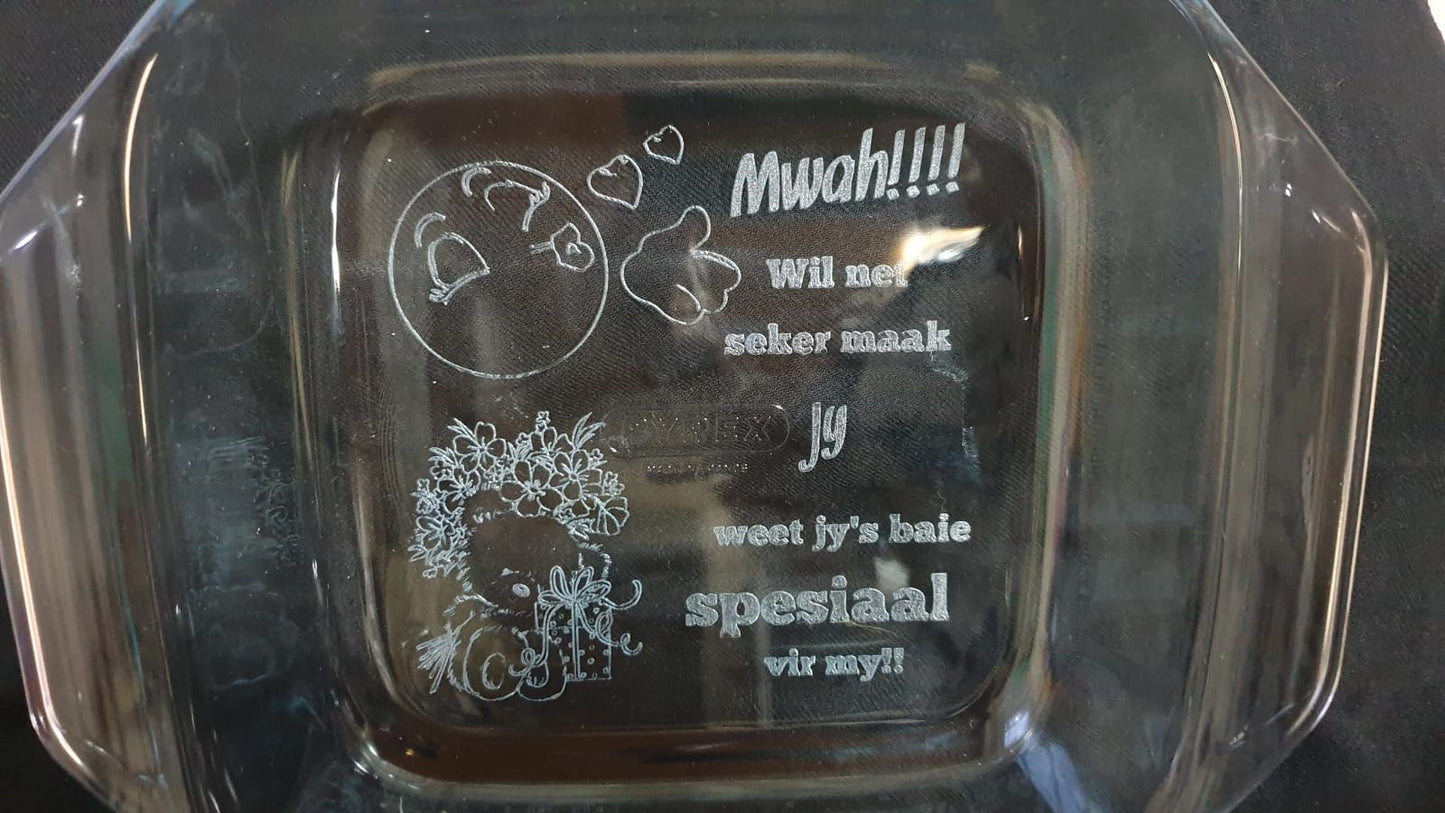 Mwah!!!!
Wil net
seker maak
jy
PYREX
weet jy's baie
spesiaal
vir my!!